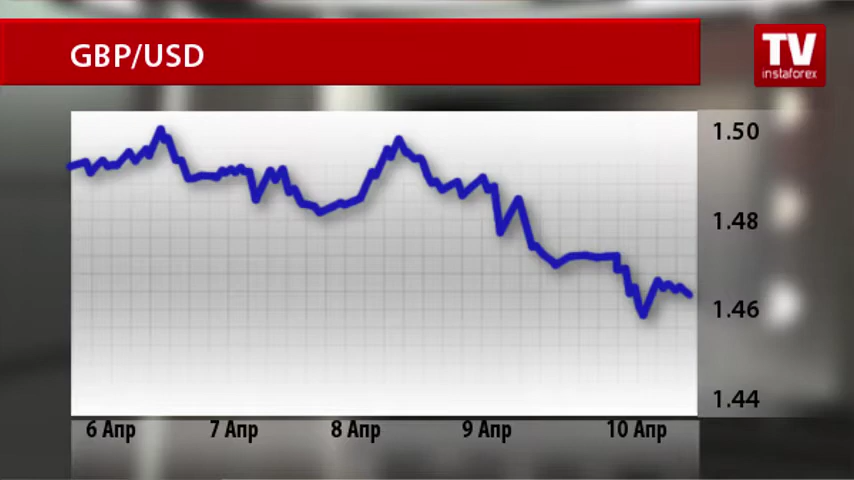 GBP/USD
TV
instaforex
1.50
1.48
1.46
1.44
6 Апр
7 Апр
8 Апр
9 Апр
10 Апр